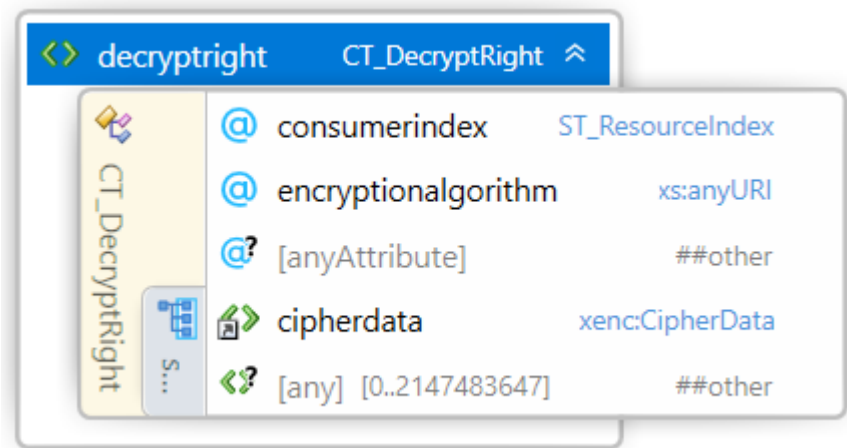 decryptright CT_DecryptRight
CT_DecryptRight
S...
@ consumerindex ST_ResourceIndex
@ encryptionalgorithm xs:anyURI
@? [anyAttribute] ##other
cipherdata xenc:CipherData
[any] [0..2147483647] ##other